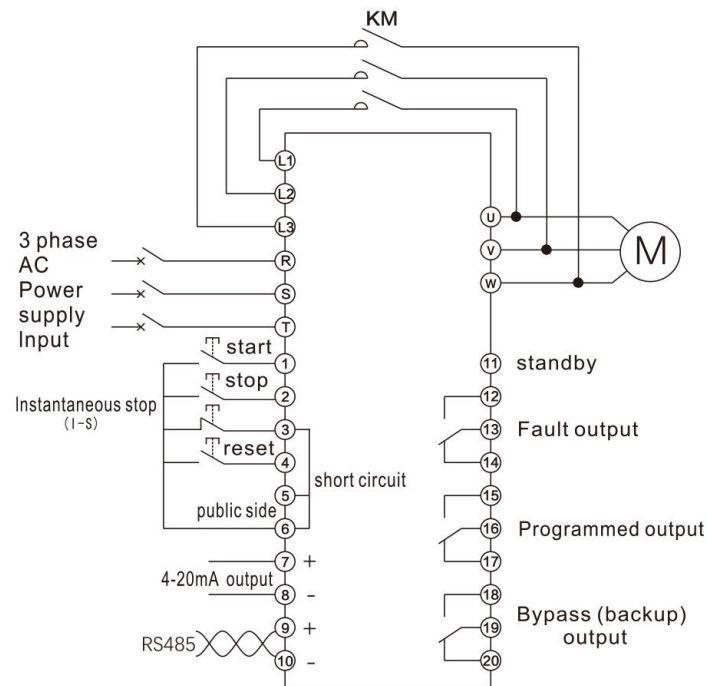 KM
L1
L2
L3
3 phase
AC
Power
supply
Input
R
S
T
U
V
W
M
1
start
2
stop
Instantaneous stop
(I-S)
3
4
reset
5
short circuit
public side
6
7
+
4-20mA output
8
-
9
+
RS485
10
-
11
standby
12
13
Fault output
14
15
16
Programmed output
17
18
19
Bypass (backup)
output
20